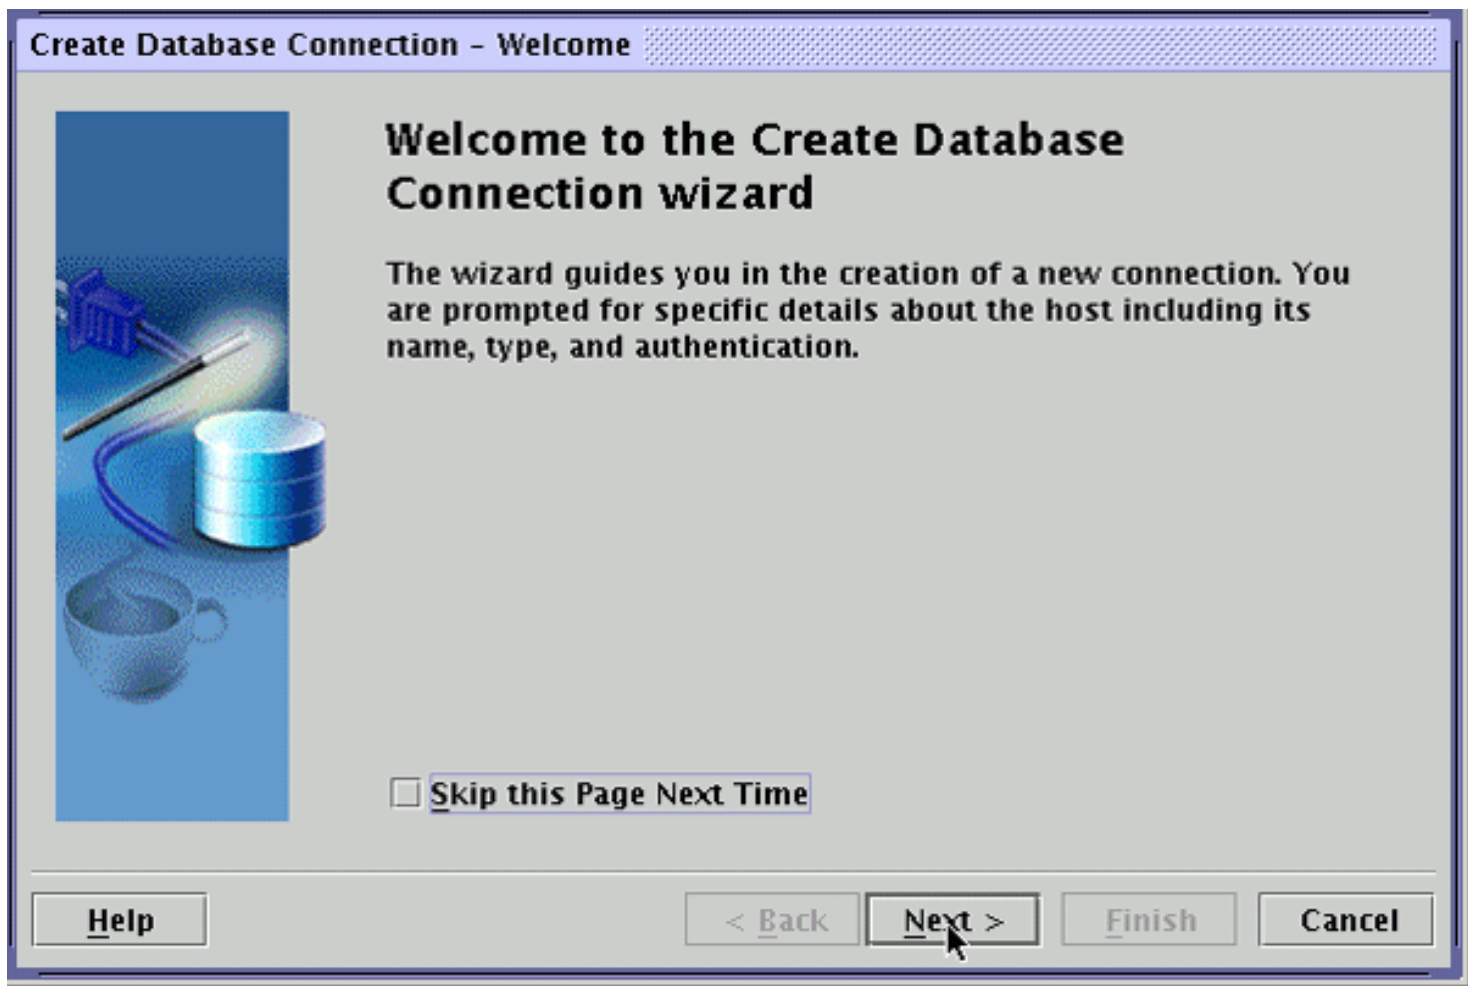 Create Database Connection - Welcome
Welcome to the Create Database
Connection wizard
The wizard guides you in the creation of a new connection. You
are prompted for specific details about the host including its
name, type, and authentication.
Skip this Page Next Time
Help
< Back
Next >
Finish
Cancel